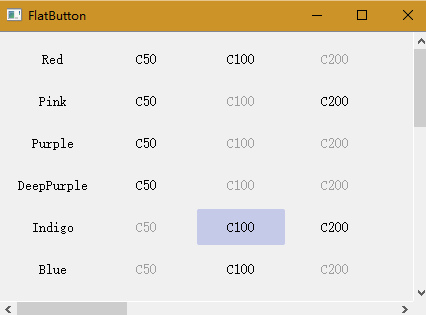 FlatButton
Red C50 C100 C200
Pink C50 C100 C200
Purple C50 C100 C200
DeepPurple C50 C100 C200
Indigo C50 C100 C200
Blue C50 C100 C200